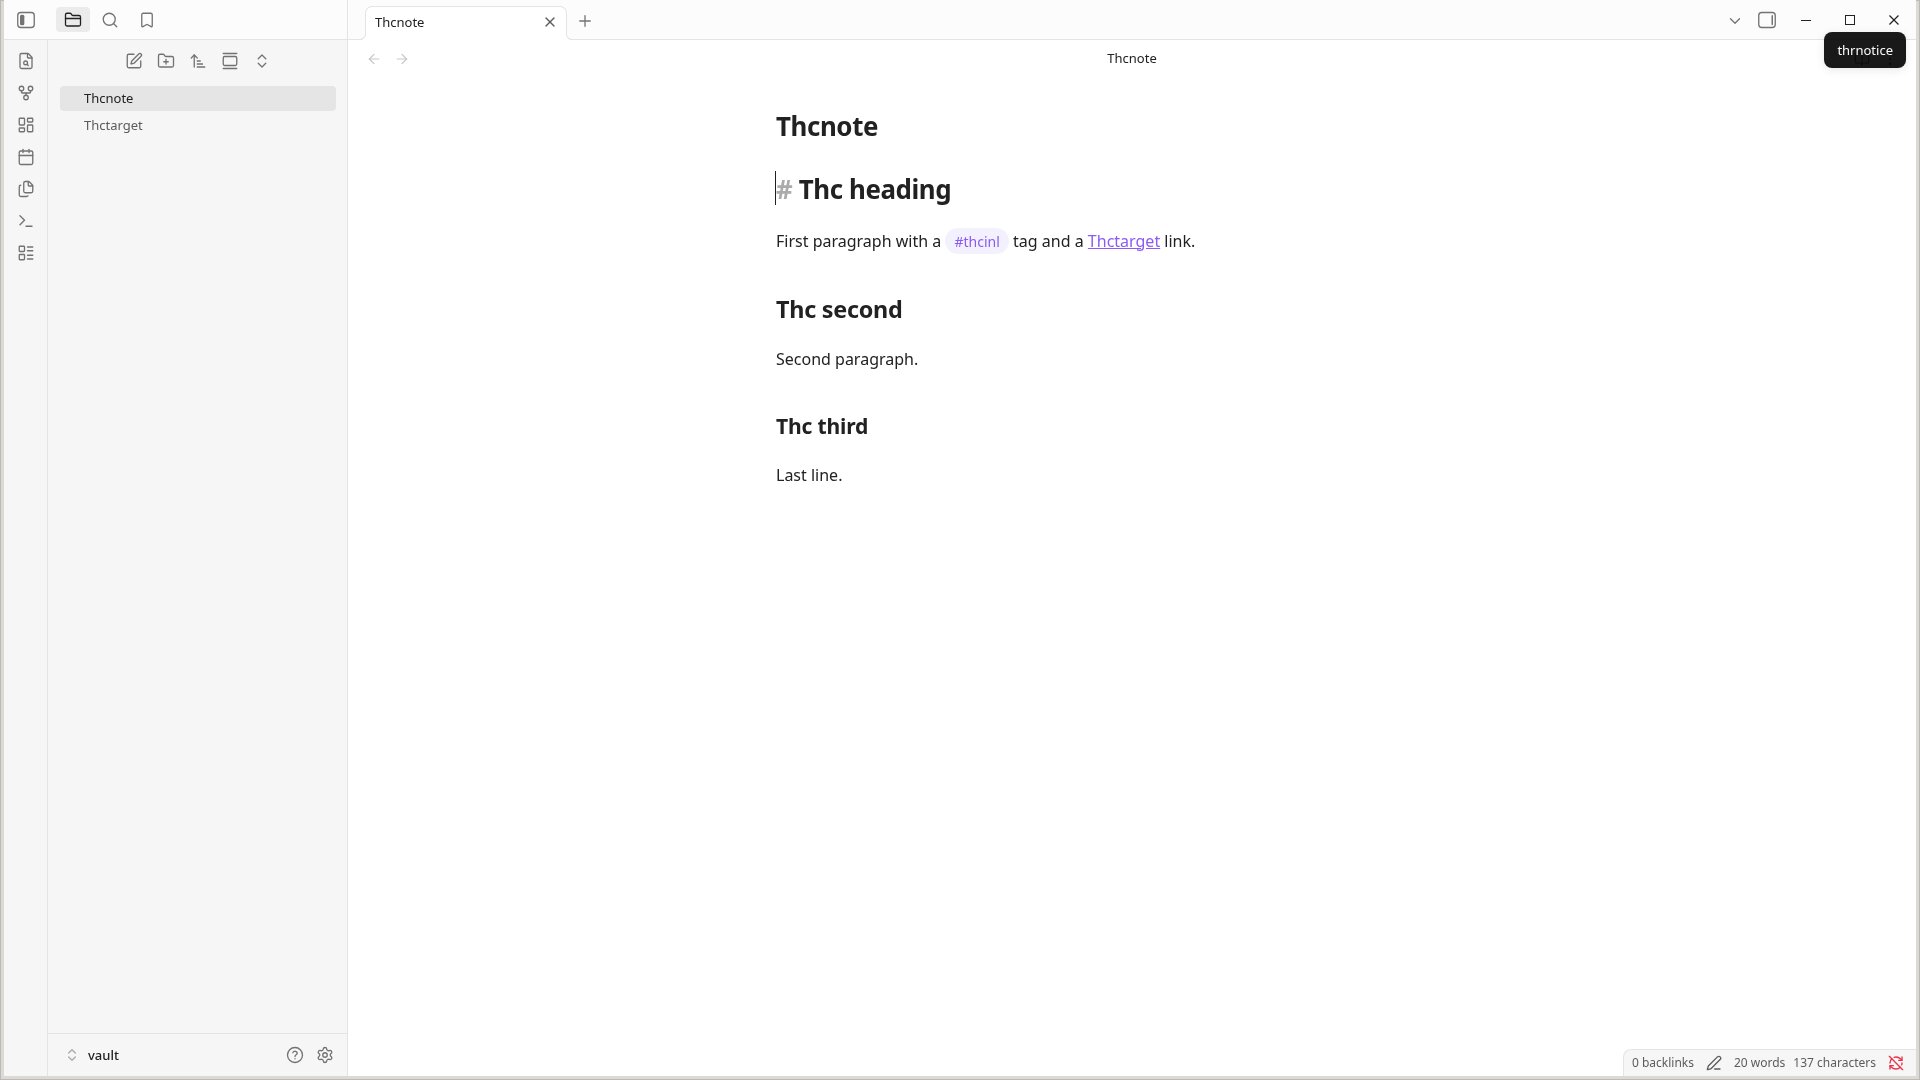 Thcnote
thrnotice
Thcnote
Thcnote
Thctarget
Thcnote
# Thc heading
First paragraph with a #thcinl tag and a Thctarget link.
Thc second
Second paragraph.
Thc third
Last line.
vault
0 backlinks 20 words 137 characters